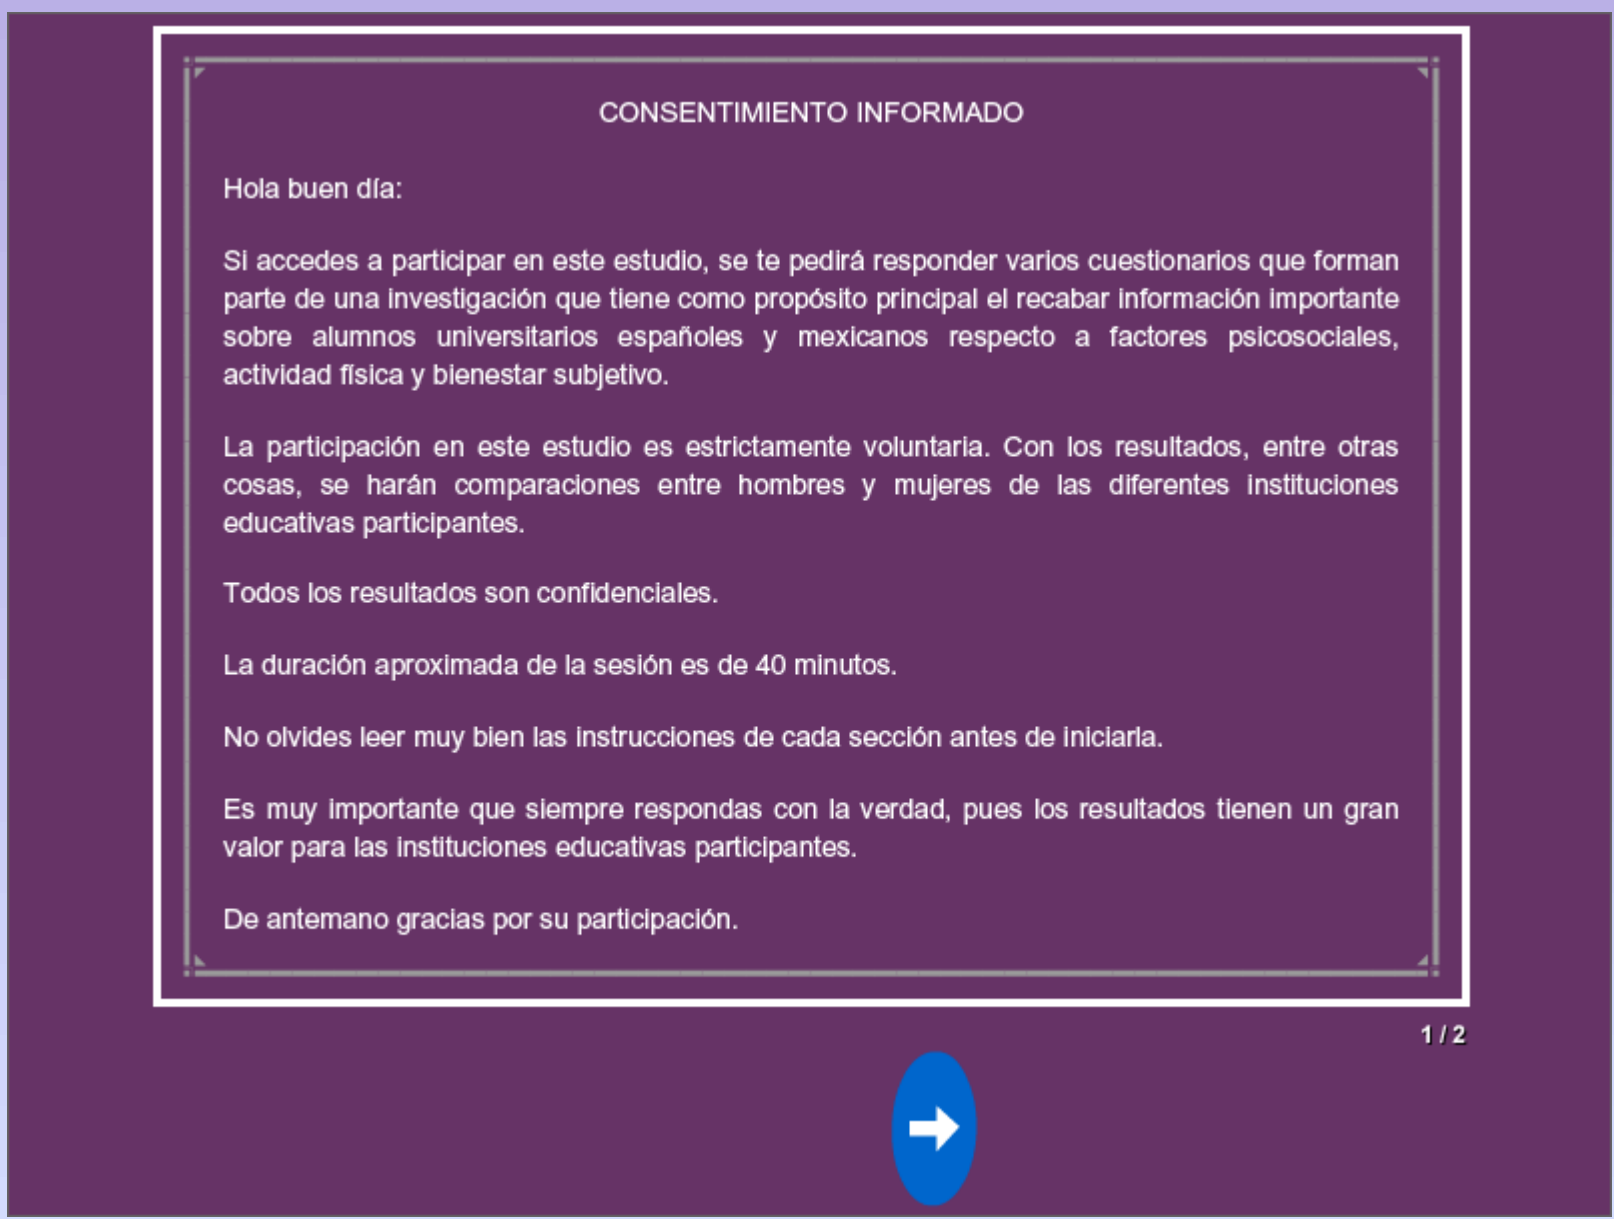 CONSENTIMIENTO INFORMADO
Hola buen día:
Si accedes a participar en este estudio, se te pedirá responder varios cuestionarios que forman
parte de una investigación que tiene como propósito principal el recabar información importante
sobre alumnos universitarios españoles y mexicanos respecto a factores psicosociales,
actividad física y bienestar subjetivo.
La participación en este estudio es estrictamente voluntaria. Con los resultados, entre otras
cosas, se harán comparaciones entre hombres y mujeres de las diferentes instituciones
educativas participantes.
Todos los resultados son confidenciales.
La duración aproximada de la sesión es de 40 minutos.
No olvides leer muy bien las instrucciones de cada sección antes de iniciarla.
Es muy importante que siempre respondas con la verdad, pues los resultados tienen un gran
valor para las instituciones educativas participantes.
De antemano gracias por su participación.
1 / 2